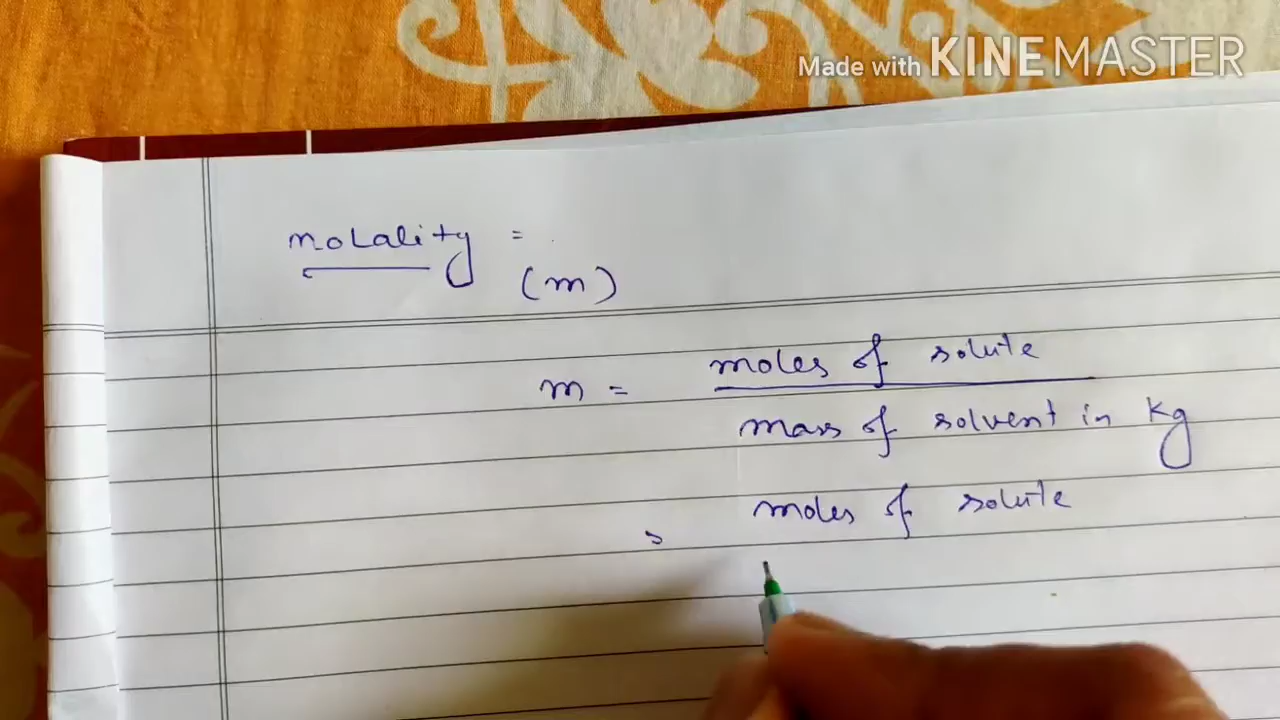 Made with KINEMASTER
molality =
(m)
m = moles of solute
mass of solvent in kg
= moles of solute